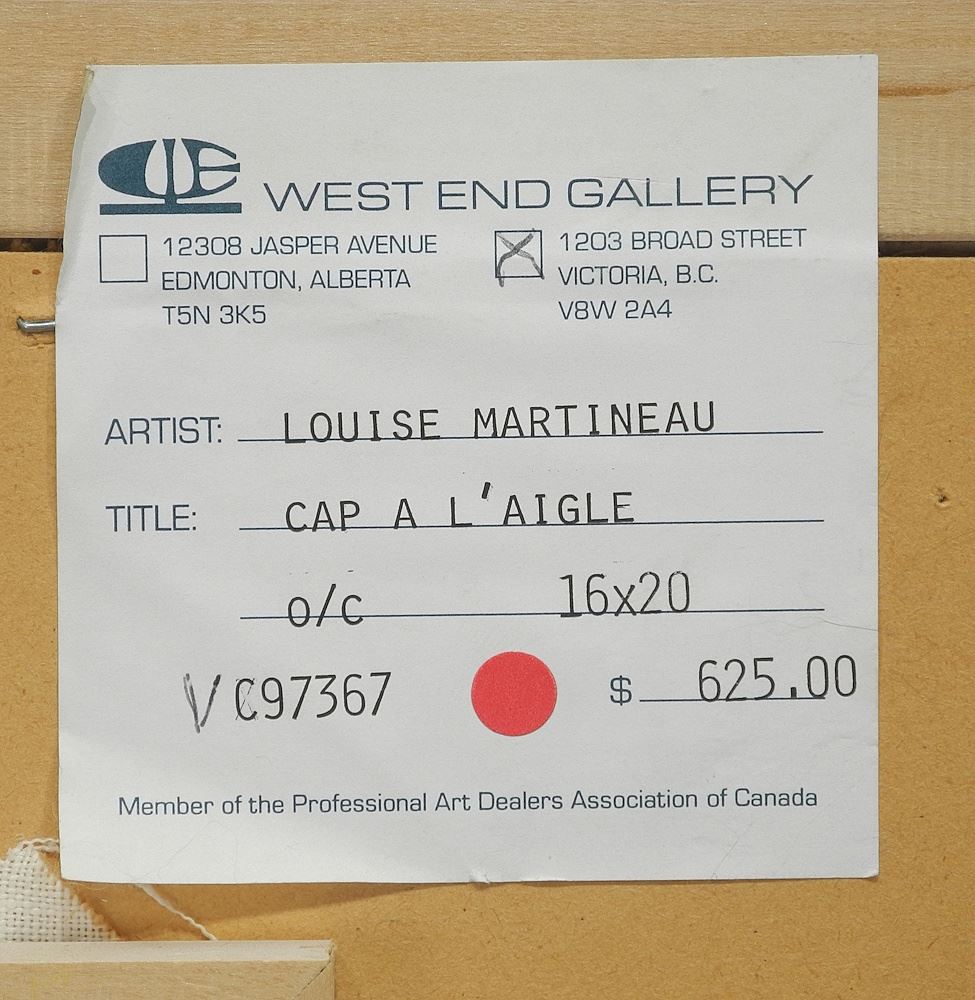 WE WEST END GALLERY
12308 JASPER AVENUE
EDMONTON, ALBERTA
T5N 3K5
1203 BROAD STREET
VICTORIA, B.C.
V8W 2A4
ARTIST: LOUISE MARTINEAU
TITLE: CAP A L'AIGLE
o/c 16x20
V C97367 $ 625.00
Member of the Professional Art Dealers Association of Canada